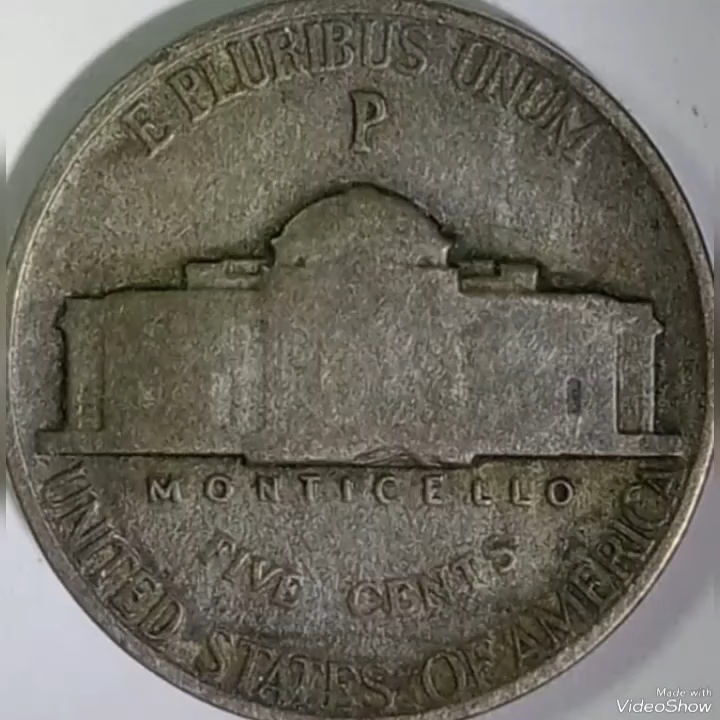 E PLURIBUS UNUM
P
MONTICELLO
FIVE CENTS
UNITED STATES OF AMERICA
Made with
VideoShow